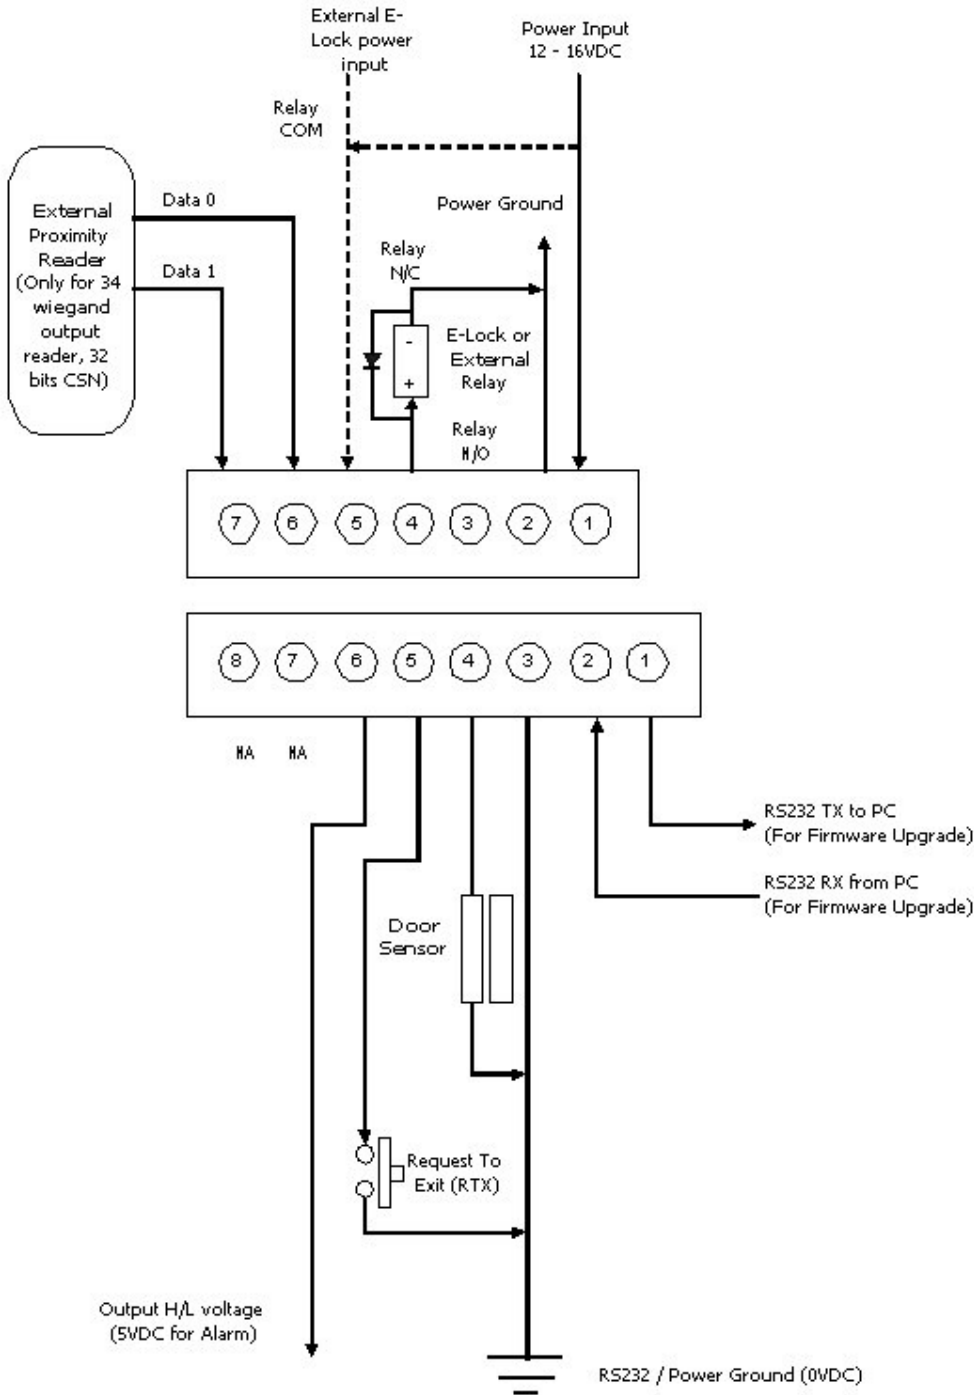 External E-
Lock power
input
Power Input
12 - 16VDC
Relay
COM
External
Proximity
Reader
(Only for 34
wiegand
output
reader, 32
bits CSN)
Data 0
Data 1
Power Ground
Relay
N/C
-
+
E-Lock or
External
Relay
Relay
N/O
7 6 5 4 3 2 1
8 7 6 5 4 3 2 1
NA NA
RS232 TX to PC
(For Firmware Upgrade)
RS232 RX from PC
(For Firmware Upgrade)
Door
Sensor
Request To
Exit (RTX)
Output H/L voltage
(5VDC for Alarm)
RS232 / Power Ground (0VDC)